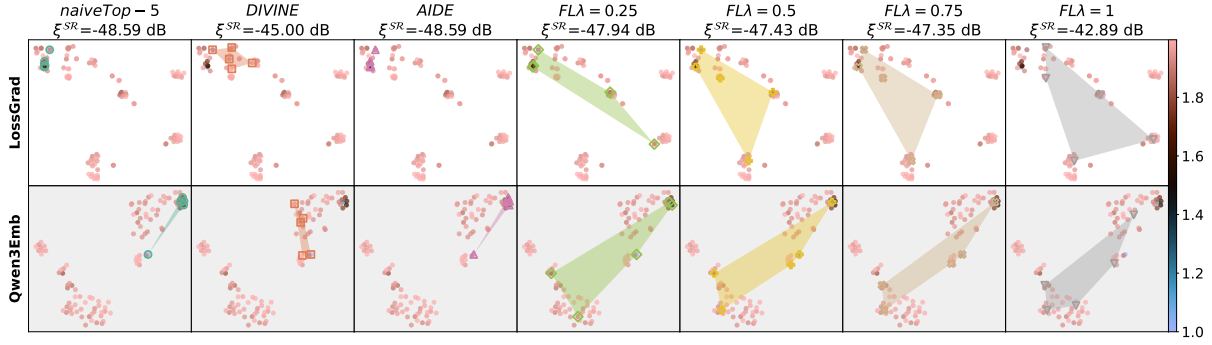 naiveTop − 5
ξ^SR=-48.59 dB
DIVINE
ξ^SR=-45.00 dB
AIDE
ξ^SR=-48.59 dB
FLλ = 0.25
ξ^SR=-47.94 dB
FLλ = 0.5
ξ^SR=-47.43 dB
FLλ = 0.75
ξ^SR=-47.35 dB
FLλ = 1
ξ^SR=-42.89 dB
LossGrad
Qwen3Emb
1.8
1.6
1.4
1.2
1.0